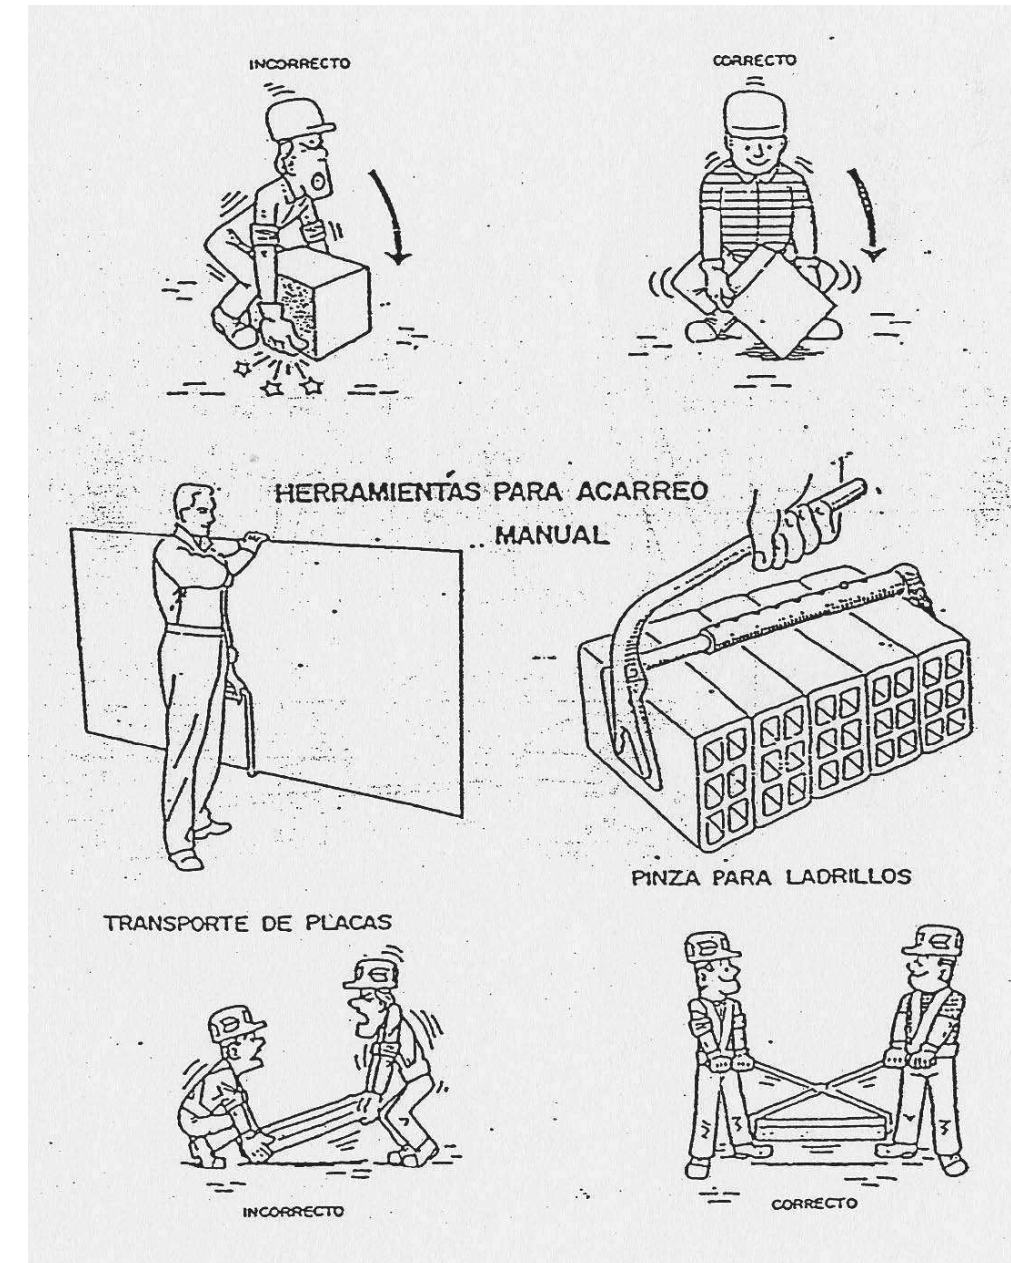 INCORRECTO
CORRECTO
HERRAMIENTAS PARA ACARREO
MANUAL
PINZA PARA LADRILLOS
TRANSPORTE DE PLACAS
INCORRECTO
CORRECTO